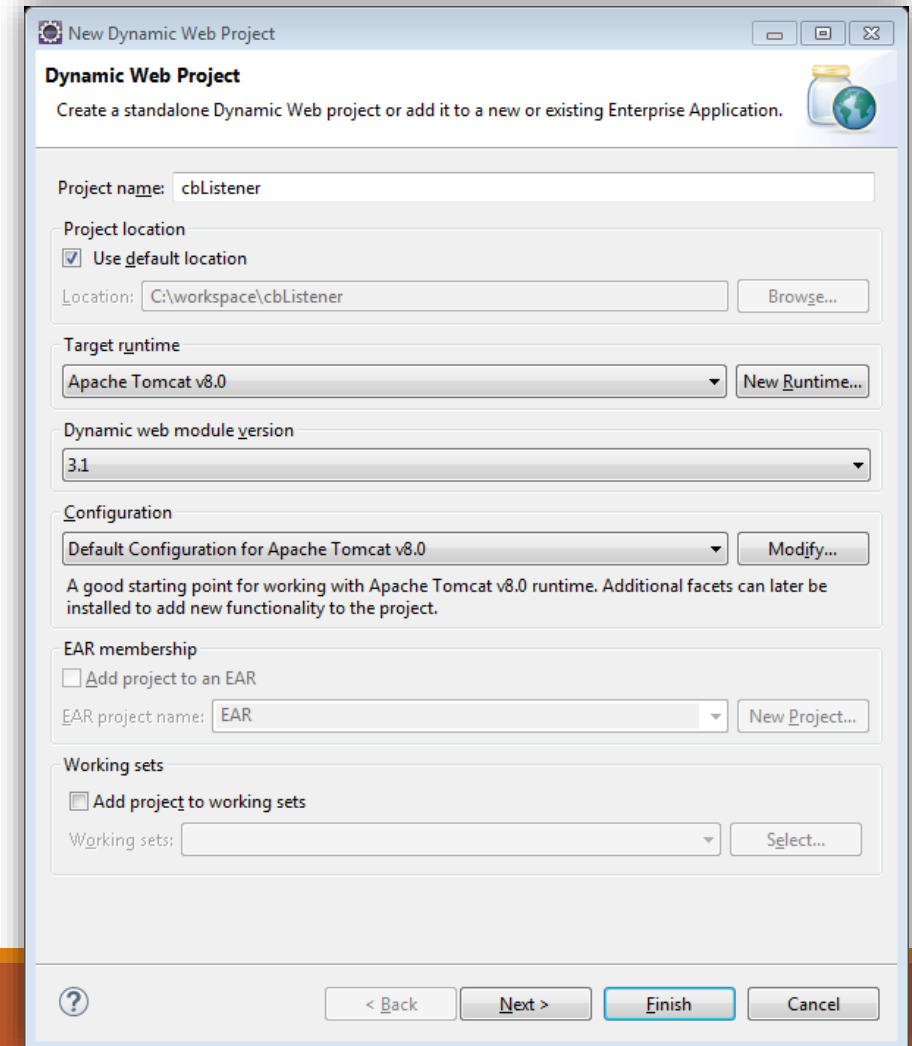 New Dynamic Web Project
Dynamic Web Project
Create a standalone Dynamic Web project or add it to a new or existing Enterprise Application.
Project name: cbListener
Project location
Use default location
Location: C:\workspace\cbListener Browse...
Target runtime
Apache Tomcat v8.0 New Runtime...
Dynamic web module version
3.1
Configuration
Default Configuration for Apache Tomcat v8.0 Modify...
A good starting point for working with Apache Tomcat v8.0 runtime. Additional facets can later be
installed to add new functionality to the project.
EAR membership
Add project to an EAR
EAR project name: EAR New Project...
Working sets
Add project to working sets
Working sets: Select...
? < Back Next > Finish Cancel